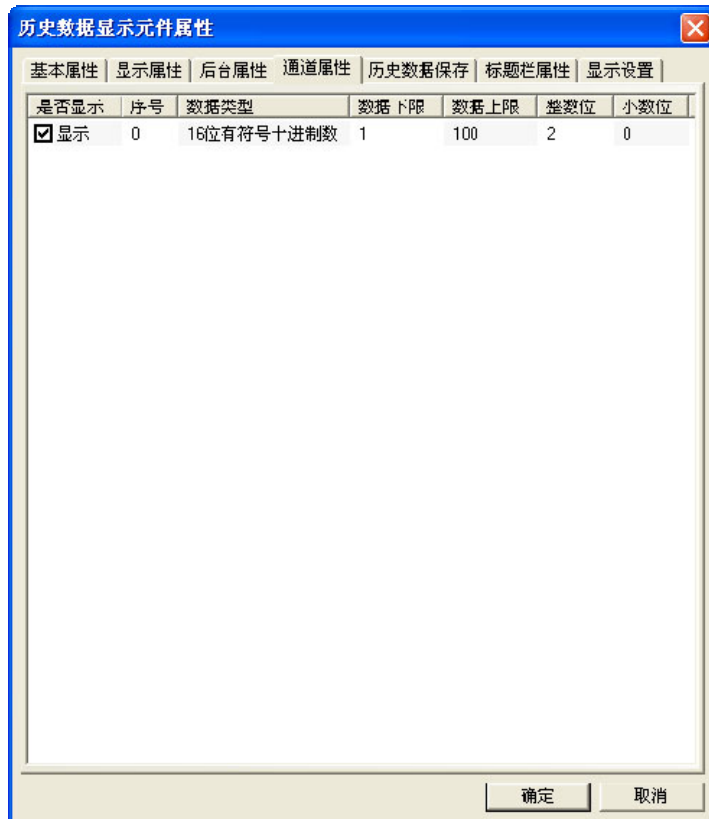 历史数据显示元件属性
基本属性 显示属性 后台属性 通道属性 历史数据保存 标题栏属性 显示设置
是否显示 序号 数据类型 数据下限 数据上限 整数位 小数位
显示 0 16位有符号十进制数 1 100 2 0
确定 取消